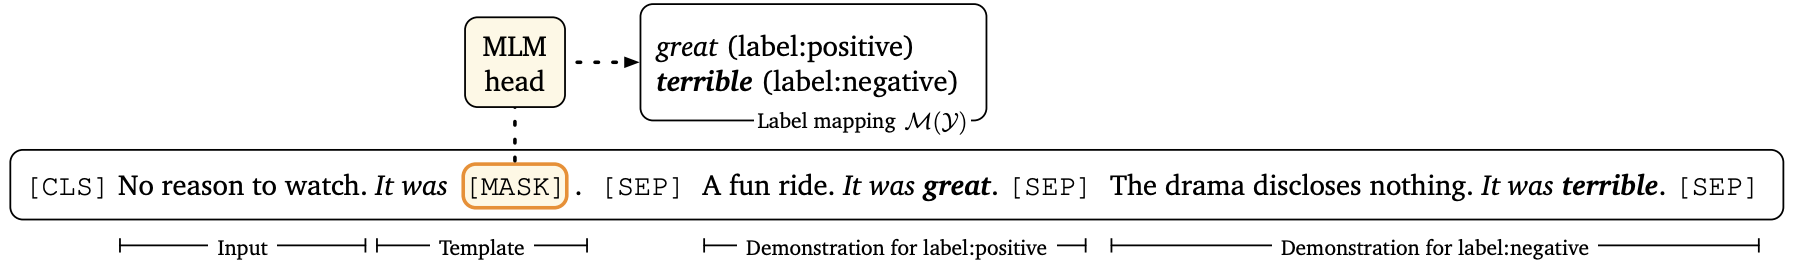 MLM
head
great (label:positive)
terrible (label:negative)
Label mapping ℳ(𝒴)
[CLS] No reason to watch. It was [MASK] . [SEP] A fun ride. It was great. [SEP] The drama discloses nothing. It was terrible. [SEP]
Input Template Demonstration for label:positive Demonstration for label:negative